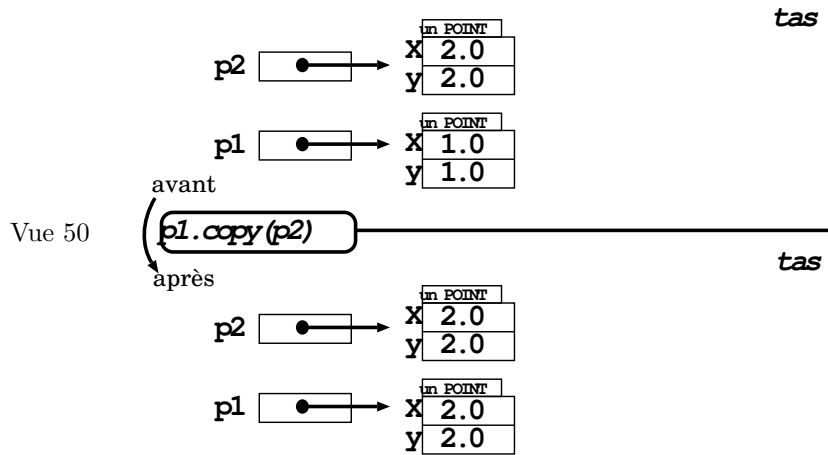 tas
un POINT
p2 x 2.0
y 2.0
un POINT
p1 x 1.0
y 1.0
avant
Vue 50 p1.copy(p2)
tas
après
un POINT
p2 x 2.0
y 2.0
un POINT
p1 x 2.0
y 2.0